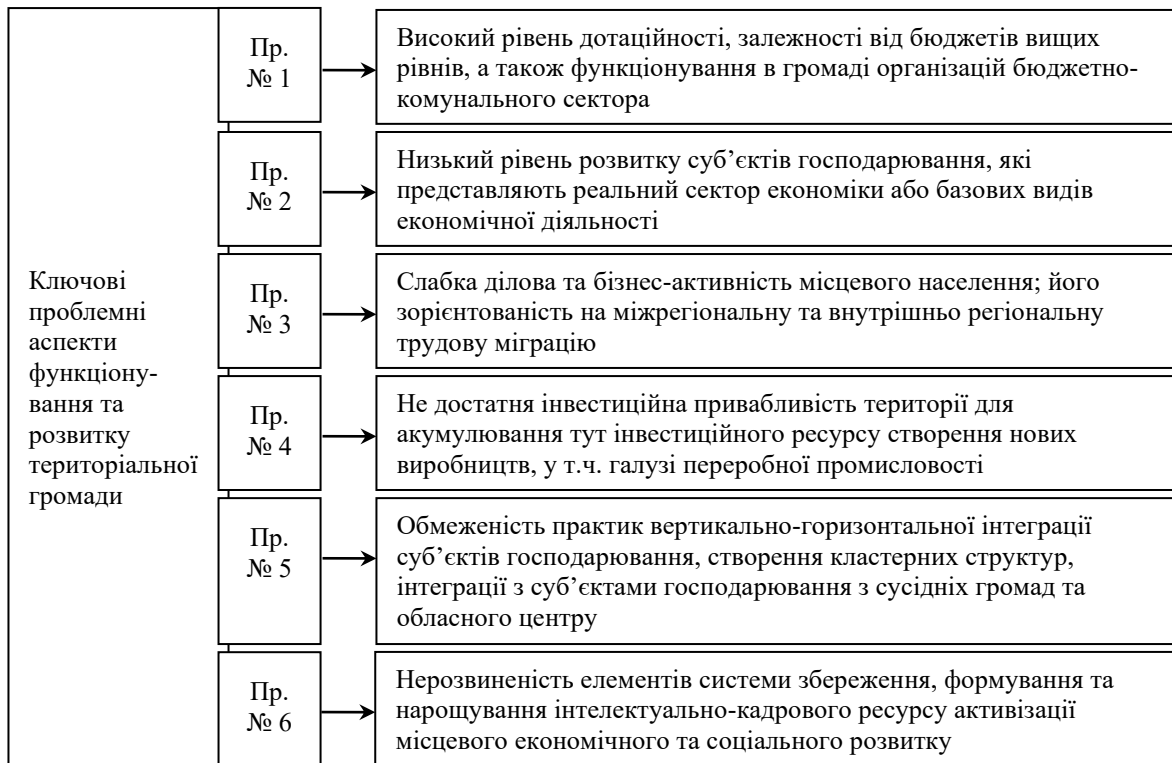 Ключові
проблемні
аспекти
функціону-
вання та
розвитку
територіальної
громади
Пр.
№ 1
Високий рівень дотаційності, залежності від бюджетів вищих
рівнів, а також функціонування в громаді організацій бюджетно-
комунального сектора
Пр.
№ 2
Низький рівень розвитку суб’єктів господарювання, які
представляють реальний сектор економіки або базових видів
економічної діяльності
Пр.
№ 3
Слабка ділова та бізнес-активність місцевого населення; його
зорієнтованість на міжрегіональну та внутрішньо регіональну
трудову міграцію
Пр.
№ 4
Не достатня інвестиційна привабливість території для
акумулювання тут інвестиційного ресурсу створення нових
виробництв, у т.ч. галузі переробної промисловості
Пр.
№ 5
Обмеженість практик вертикально-горизонтальної інтеграції
суб’єктів господарювання, створення кластерних структур,
інтеграції з суб’єктами господарювання з сусідніх громад та
обласного центру
Пр.
№ 6
Нерозвиненість елементів системи збереження, формування та
нарощування інтелектуально-кадрового ресурсу активізації
місцевого економічного та соціального розвитку